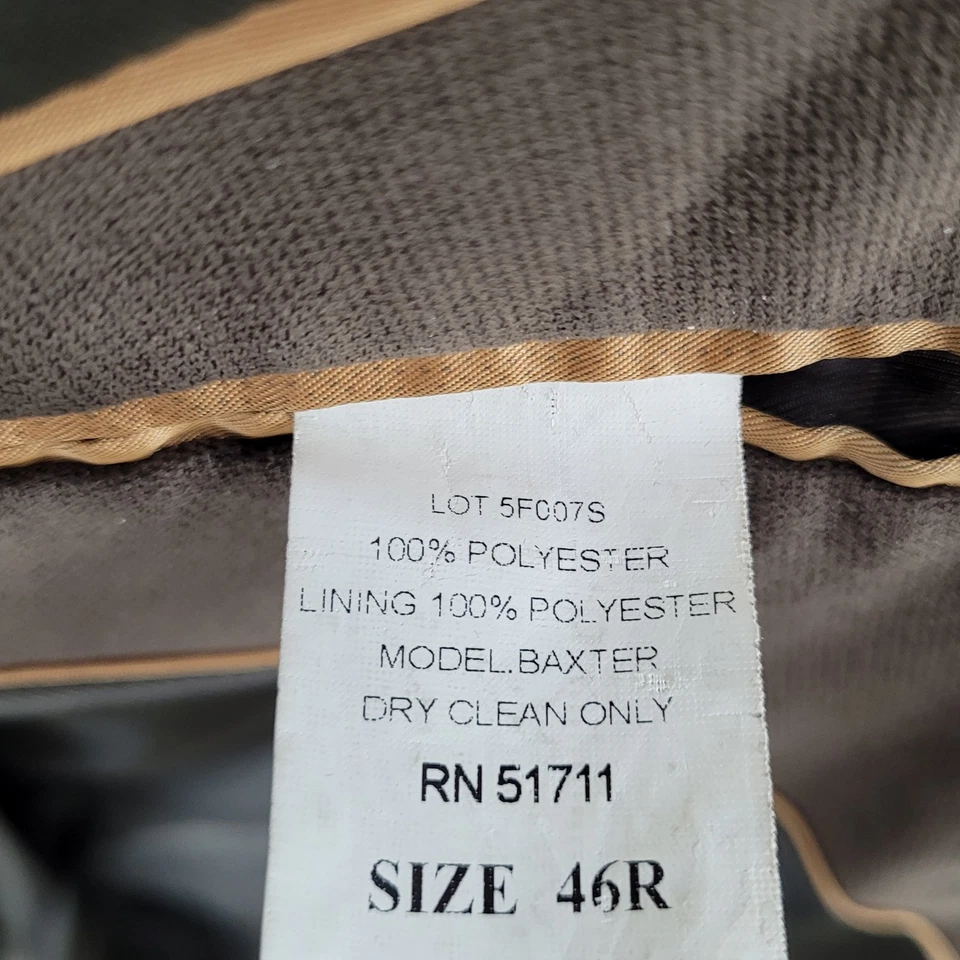 LOT 5F007S
100% POLYESTER
LINING 100% POLYESTER
MODEL.BAXTER
DRY CLEAN ONLY
RN 51711
SIZE 46R